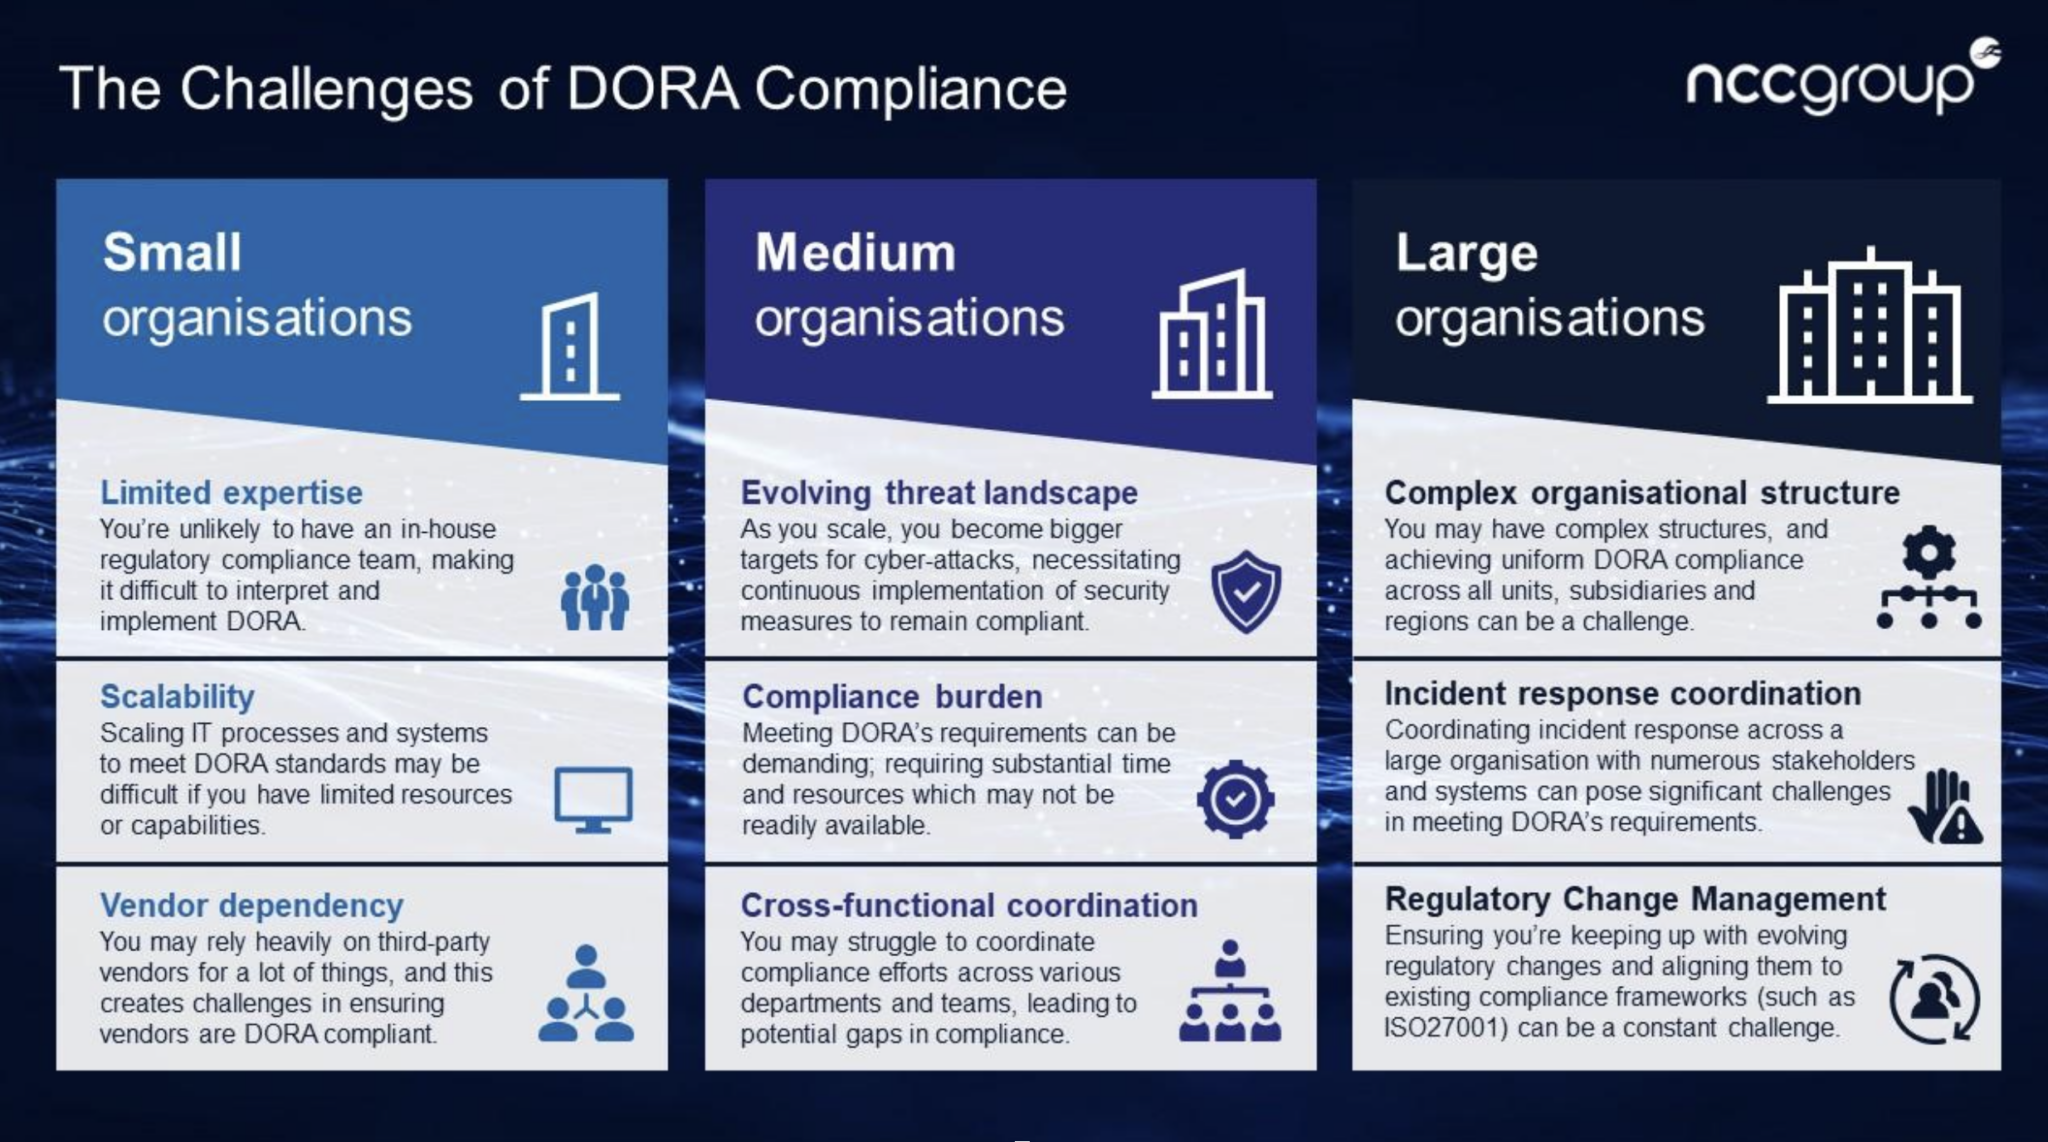 The Challenges of DORA Compliance
nccgroup
Small
organisations
Limited expertise
You're unlikely to have an in-house
regulatory compliance team, making
it difficult to interpret and
implement DORA.
Scalability
Scaling IT processes and systems
to meet DORA standards may be
difficult if you have limited resources
or capabilities.
Vendor dependency
You may rely heavily on third-party
vendors for a lot of things, and this
creates challenges in ensuring
vendors are DORA compliant.
Medium
organisations
Evolving threat landscape
As you scale, you become bigger
targets for cyber-attacks, necessitating
continuous implementation of security
measures to remain compliant.
Compliance burden
Meeting DORA's requirements can be
demanding; requiring substantial time
and resources which may not be
readily available.
Cross-functional coordination
You may struggle to coordinate
compliance efforts across various
departments and teams, leading to
potential gaps in compliance.
Large
organisations
Complex organisational structure
You may have complex structures, and
achieving uniform DORA compliance
across all units, subsidiaries and
regions can be a challenge.
Incident response coordination
Coordinating incident response across a
large organisation with numerous stakeholders
and systems can pose significant challenges
in meeting DORA's requirements.
Regulatory Change Management
Ensuring you're keeping up with evolving
regulatory changes and aligning them to
existing compliance frameworks (such as
ISO27001) can be a constant challenge.